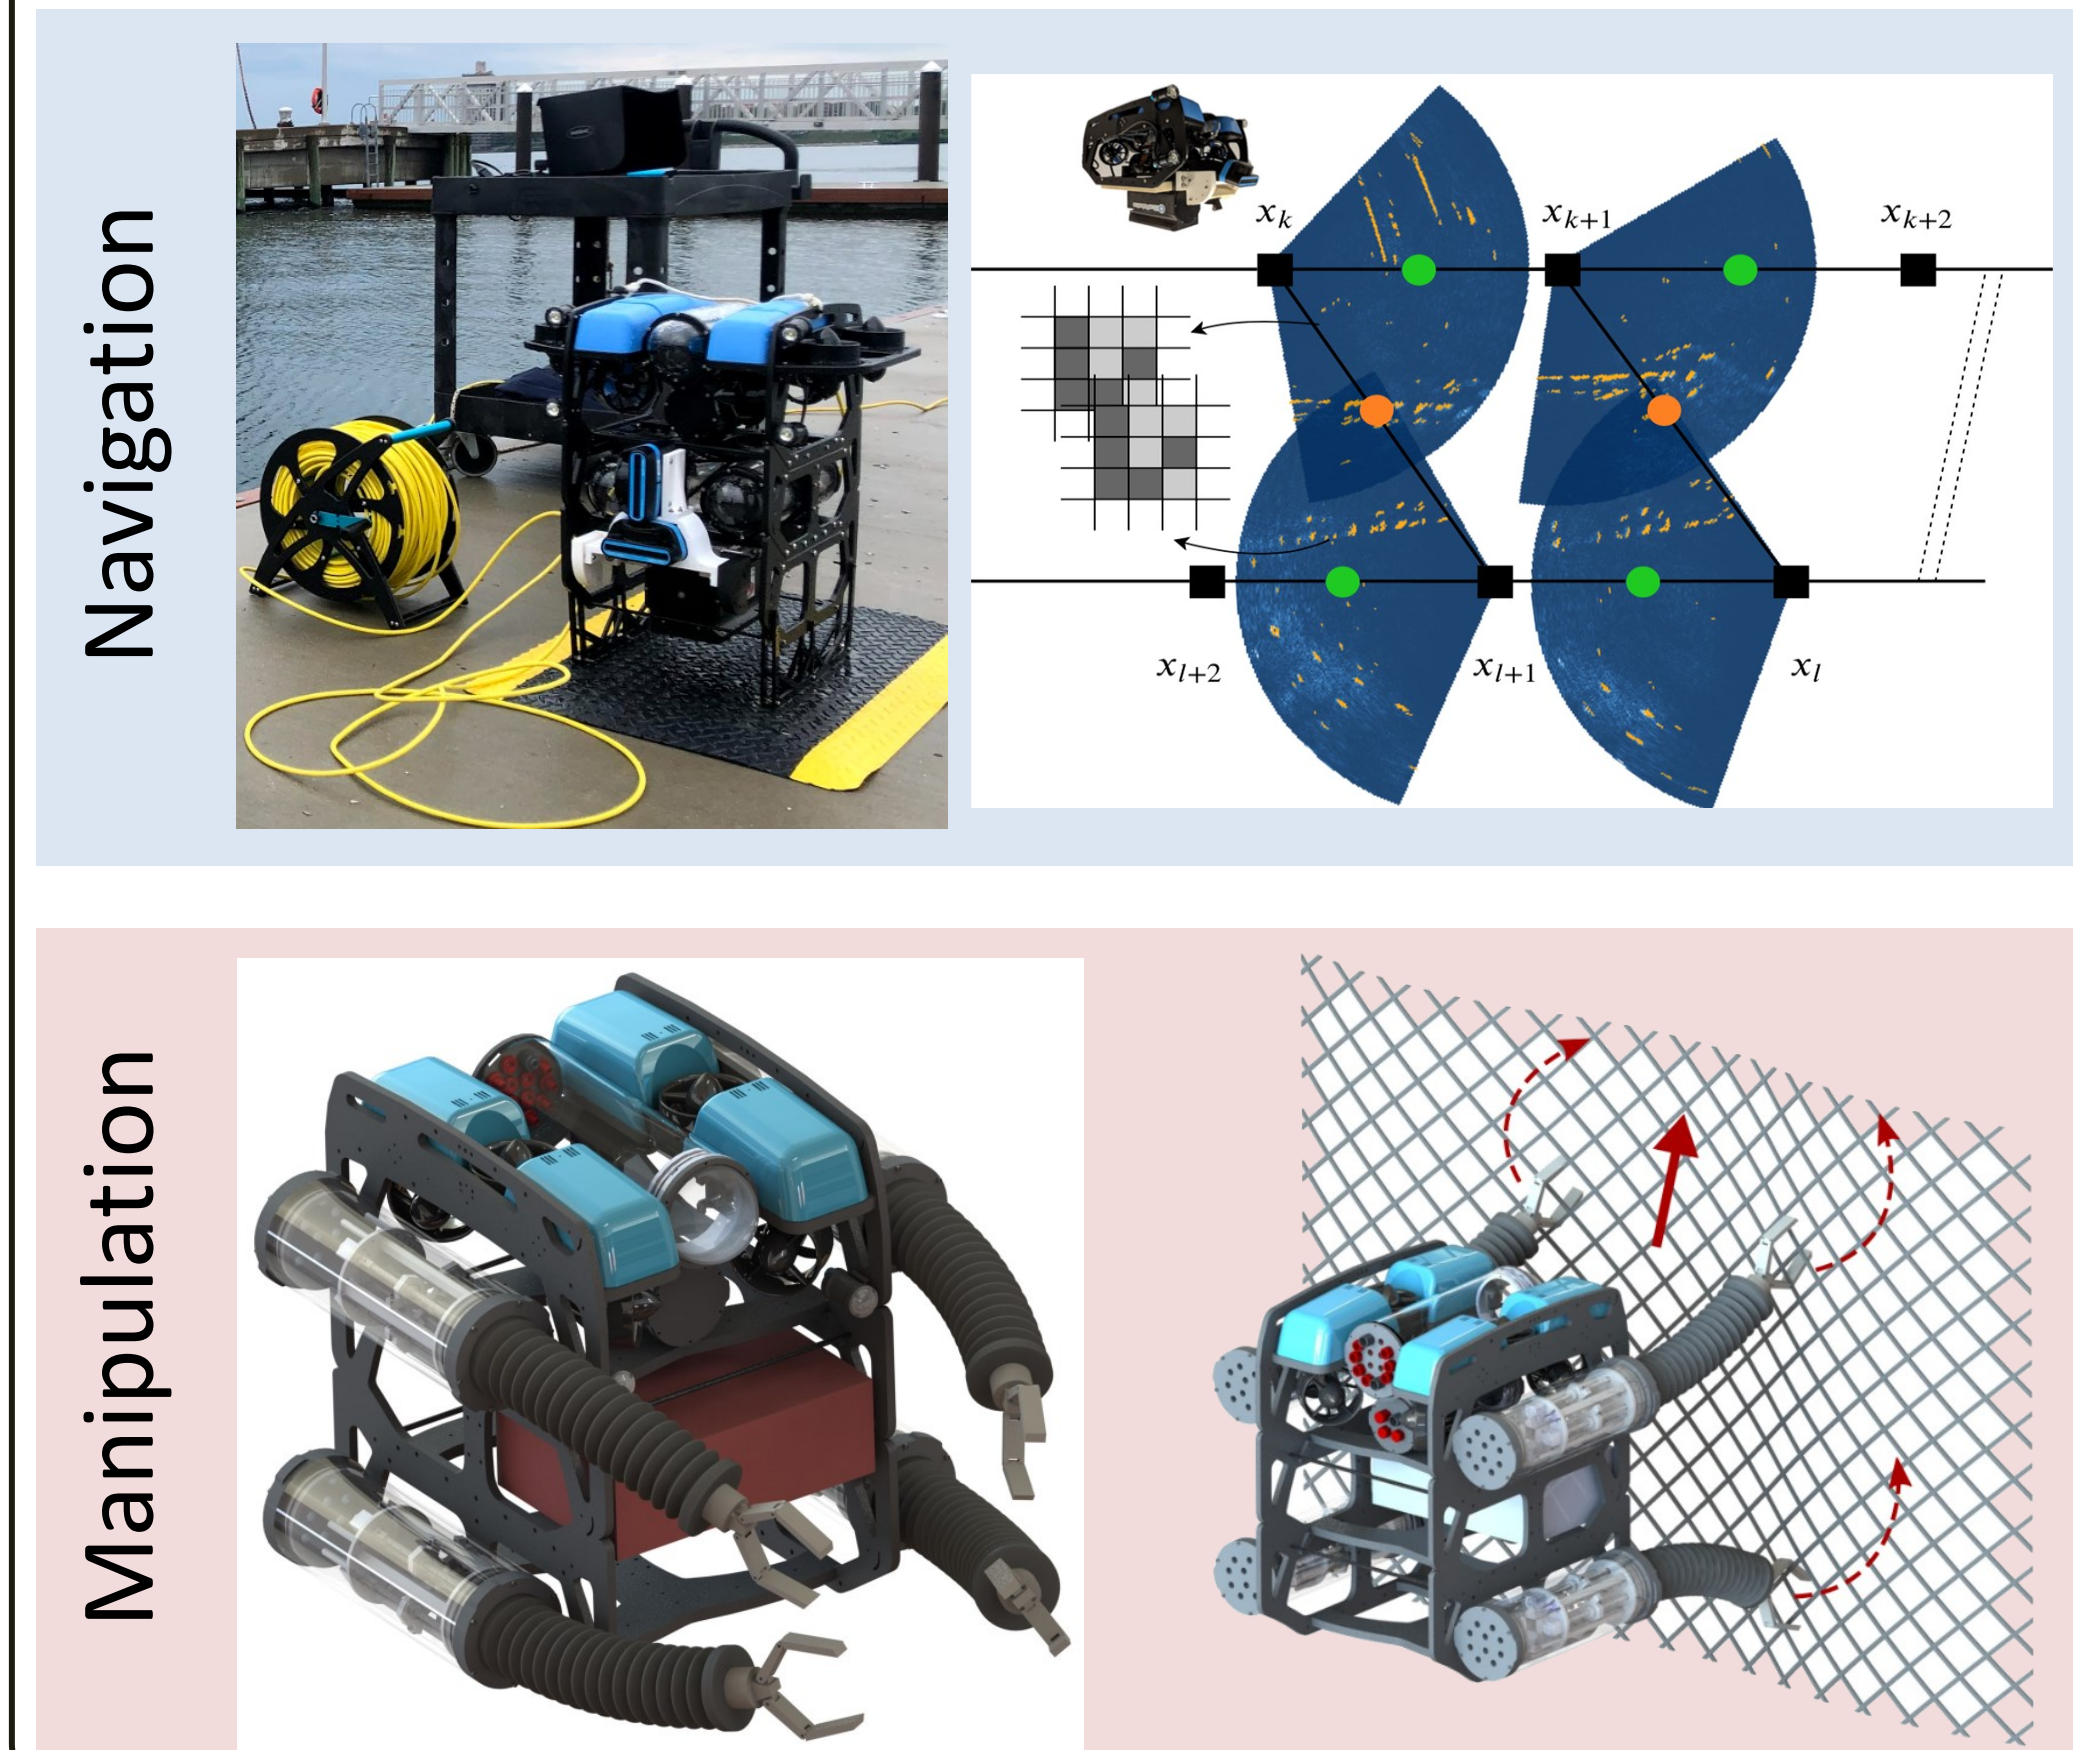 Navigation
x_k
x_{k+1}
x_{k+2}
x_{l+2}
x_{l+1}
x_l
Manipulation